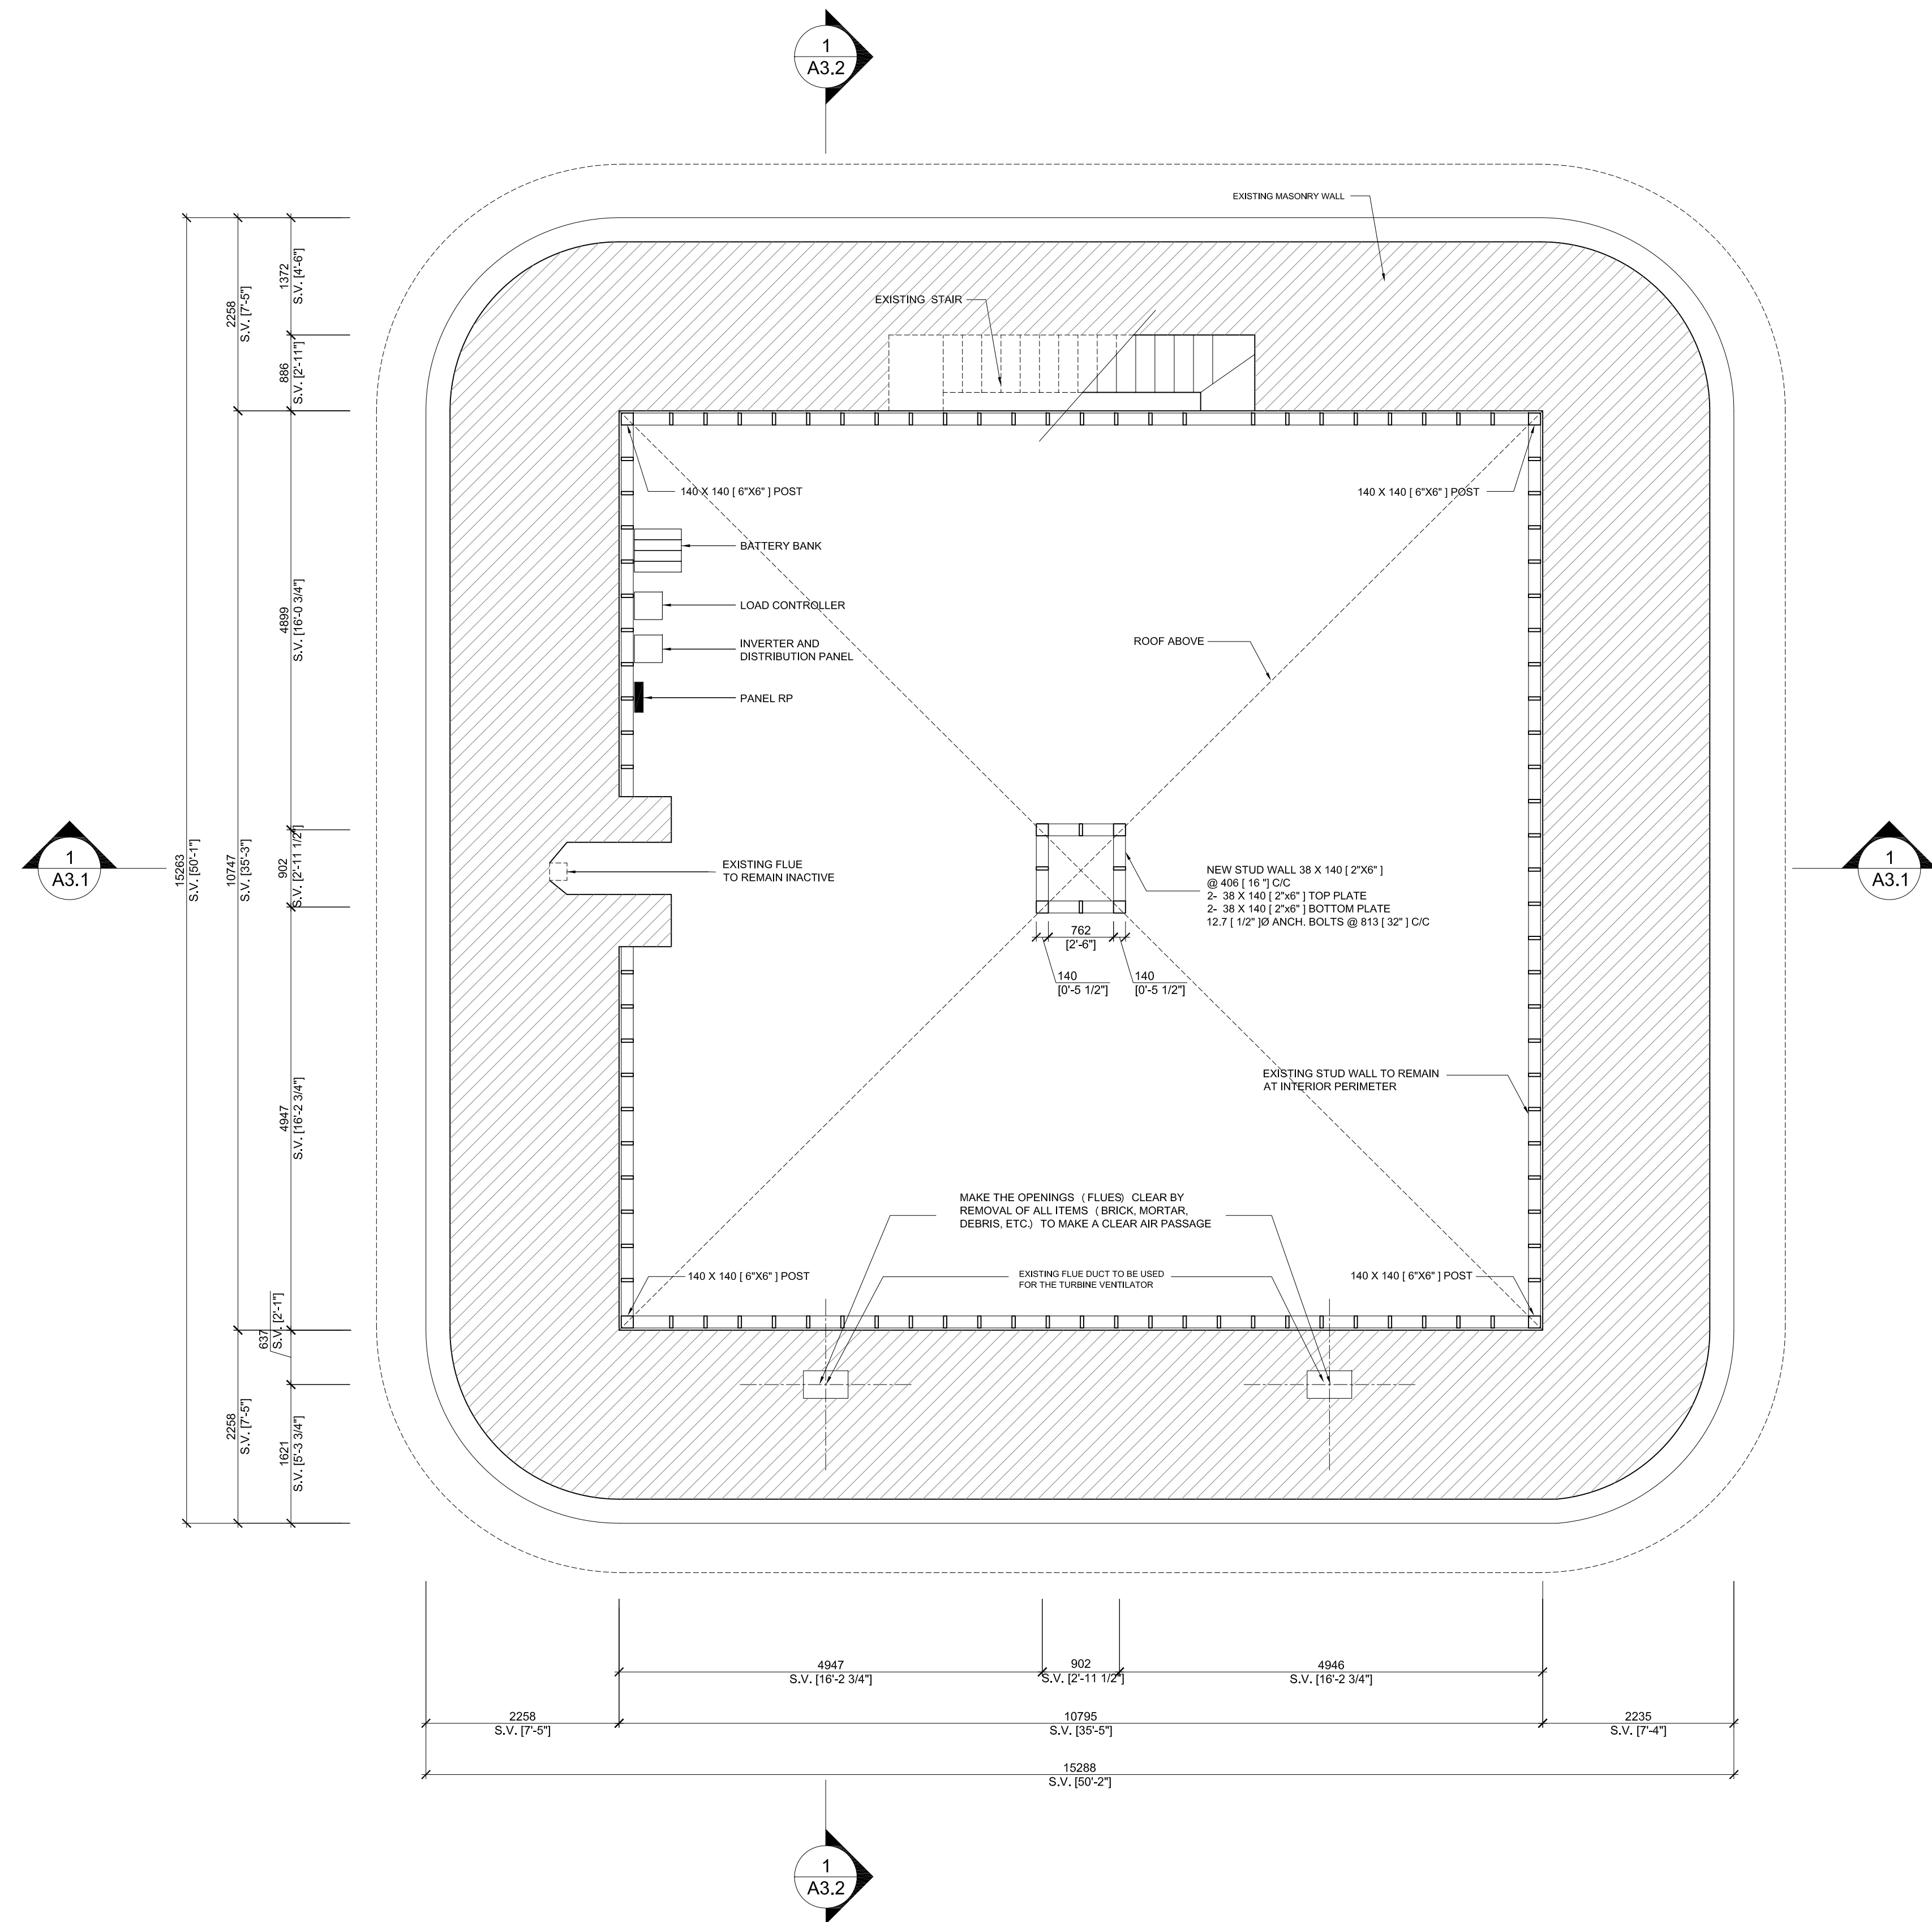 1
A3.2
EXISTING MASONRY WALL
1372
S.V. [4'-6"]
2258
S.V. [7'-5"]
886
S.V. [2'-11"]
EXISTING STAIR
140 X 140 [ 6"X6" ] POST
140 X 140 [ 6"X6" ] POST
BATTERY BANK
LOAD CONTROLLER
INVERTER AND
DISTRIBUTION PANEL
PANEL RP
ROOF ABOVE
4899
S.V. [16'-0 3/4"]
15263
S.V. [50'-1"]
10747
S.V. [35'-3"]
902
S.V. [2'-11 1/2"]
1
A3.1
EXISTING FLUE
TO REMAIN INACTIVE
NEW STUD WALL 38 X 140 [ 2"X6" ]
@ 406 [ 16 "] C/C
2- 38 X 140 [ 2"x6" ] TOP PLATE
2- 38 X 140 [ 2"x6" ] BOTTOM PLATE
12.7 [ 1/2" ]Ø ANCH. BOLTS @ 813 [ 32" ] C/C
1
A3.1
762
[2'-6"]
140
[0'-5 1/2"]
140
[0'-5 1/2"]
4947
S.V. [16'-2 3/4"]
EXISTING STUD WALL TO REMAIN
AT INTERIOR PERIMETER
MAKE THE OPENINGS (FLUES) CLEAR BY
REMOVAL OF ALL ITEMS (BRICK, MORTAR,
DEBRIS, ETC.) TO MAKE A CLEAR AIR PASSAGE
140 X 140 [ 6"X6" ] POST
EXISTING FLUE DUCT TO BE USED
FOR THE TURBINE VENTILATOR
140 X 140 [ 6"X6" ] POST
637
S.V. [2'-1"]
2258
S.V. [7'-5"]
1621
S.V. [5'-3 3/4"]
4947
S.V. [16'-2 3/4"]
902
S.V. [2'-11 1/2"]
4946
S.V. [16'-2 3/4"]
2258
S.V. [7'-5"]
10795
S.V. [35'-5"]
2235
S.V. [7'-4"]
15288
S.V. [50'-2"]
1
A3.2